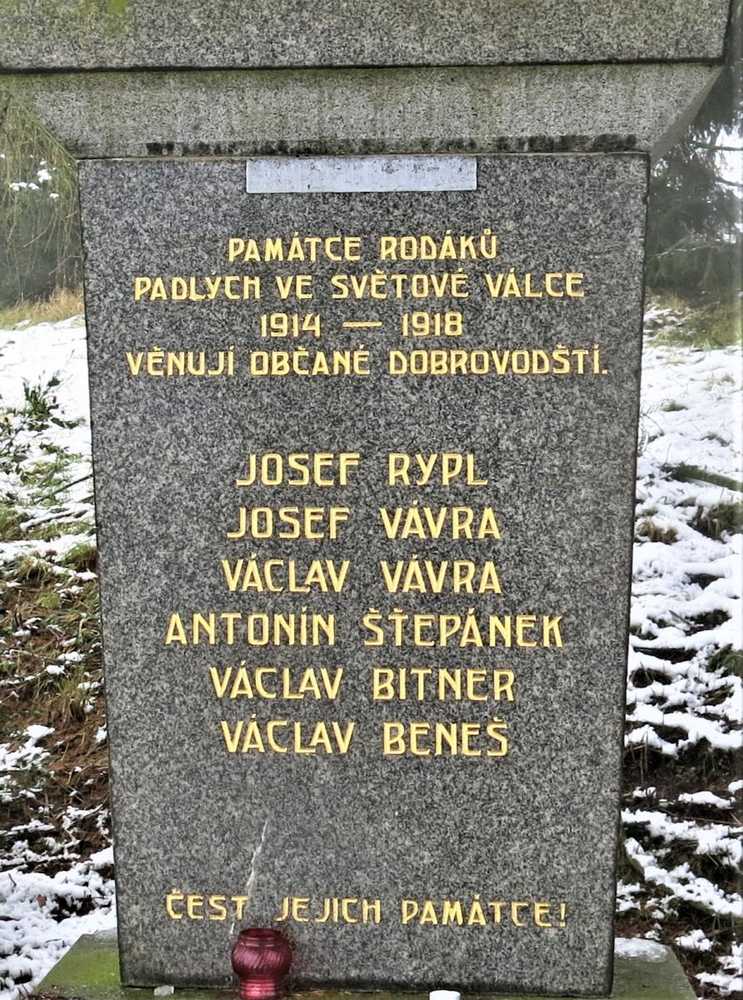 PAMÁTCE RODÁKŮ
PADLÝCH VE SVĚTOVÉ VÁLCE
1914 — 1918
VĚNUJÍ OBČANÉ DOBROVODŠTÍ.
JOSEF RYPL
JOSEF VÁVRA
VÁCLAV VÁVRA
ANTONÍN ŠŤEPÁNEK
VÁCLAV BITNER
VÁCLAV BENEŠ
ČEST JEJICH PAMÁTCE!